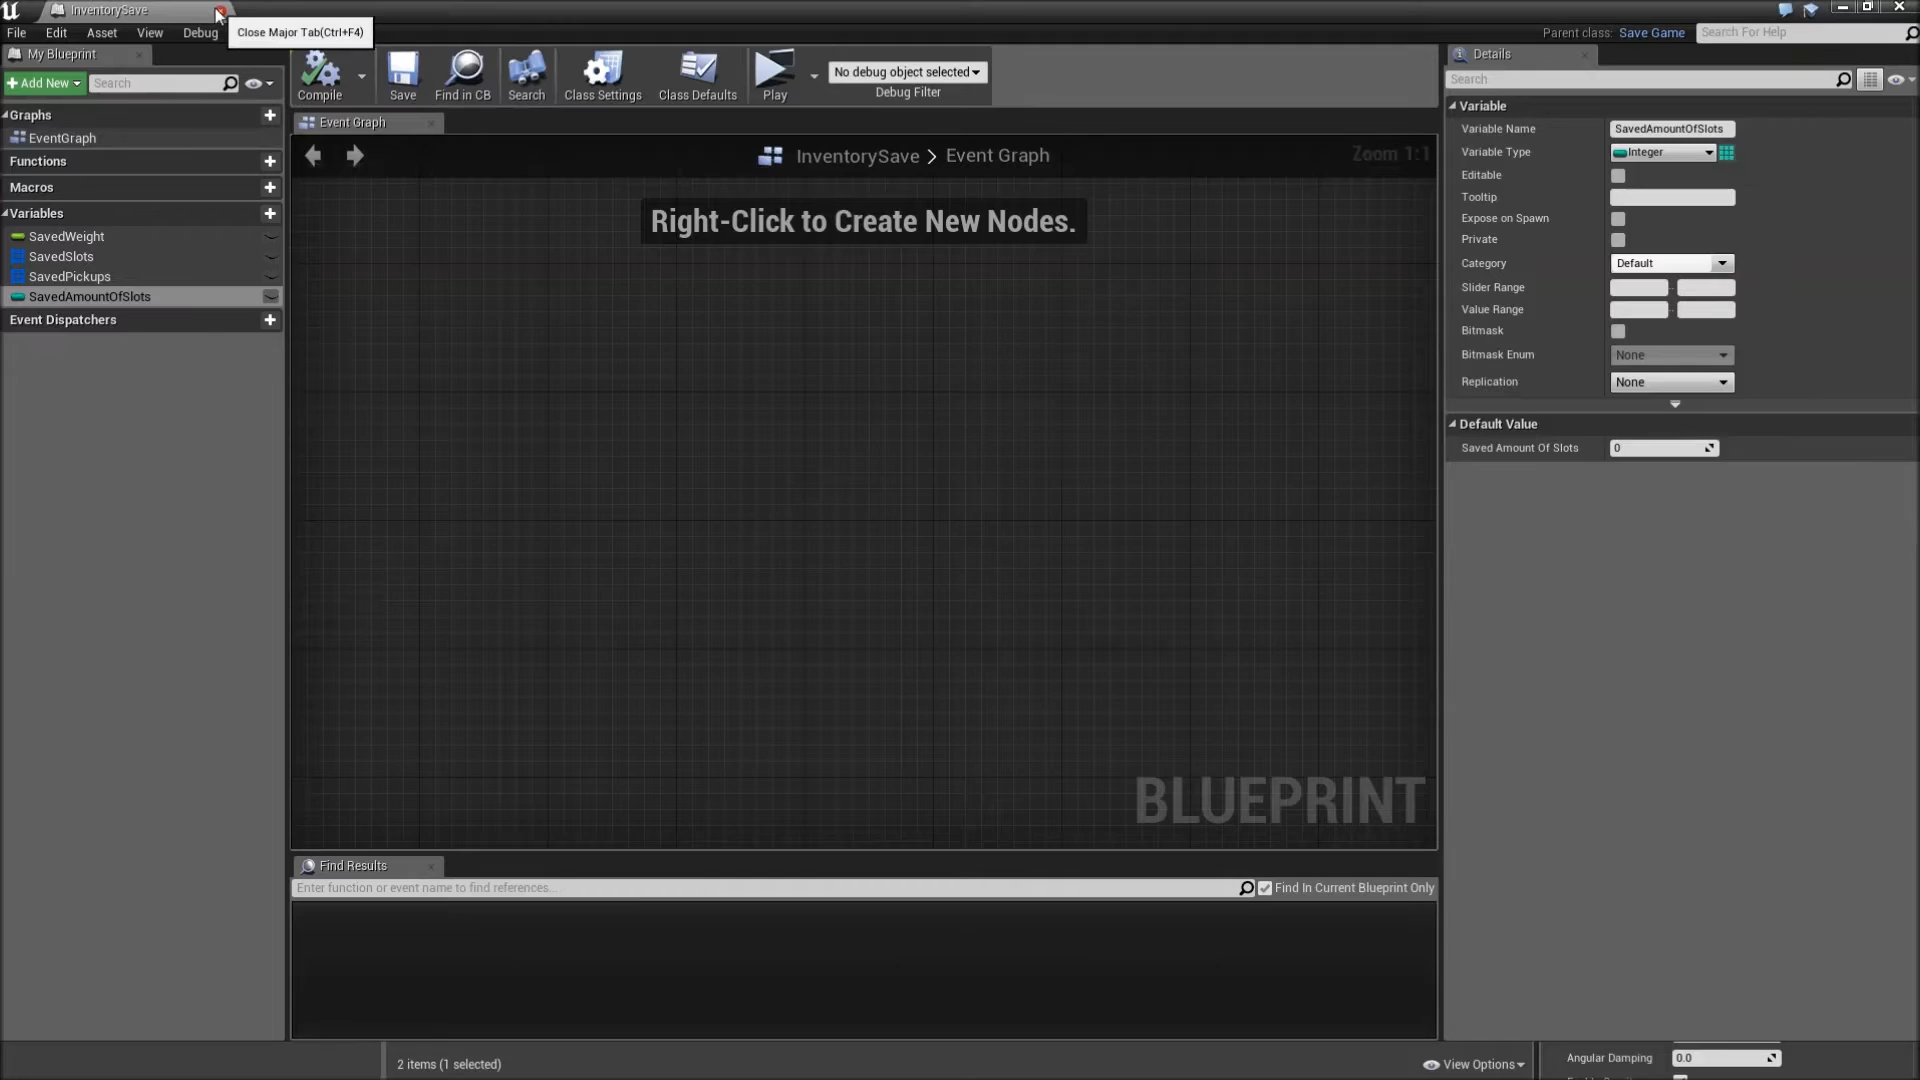 InventorySave
Close Major Tab(Ctrl+F4)
File Edit Asset View Debug
Parent class: Save Game Search For Help
My Blueprint
Add New Search
Graphs
EventGraph
Functions
Macros
Variables
SavedWeight
SavedSlots
SavedPickups
SavedAmountOfSlots
Event Dispatchers
Compile Save Find in CB Search Class Settings Class Defaults Play
No debug object selected
Debug Filter
Event Graph
InventorySave > Event Graph
Zoom 1:1
Right-Click to Create New Nodes.
BLUEPRINT
Find Results
Enter function or event name to find references...
Find In Current Blueprint Only
Details
Search
Variable
Variable Name SavedAmountOfSlots
Variable Type Integer
Editable
Tooltip
Expose on Spawn
Private
Category Default
Slider Range
Value Range
Bitmask
Bitmask Enum None
Replication None
Default Value
Saved Amount Of Slots 0
2 items (1 selected)
View Options
Angular Damping 0.0